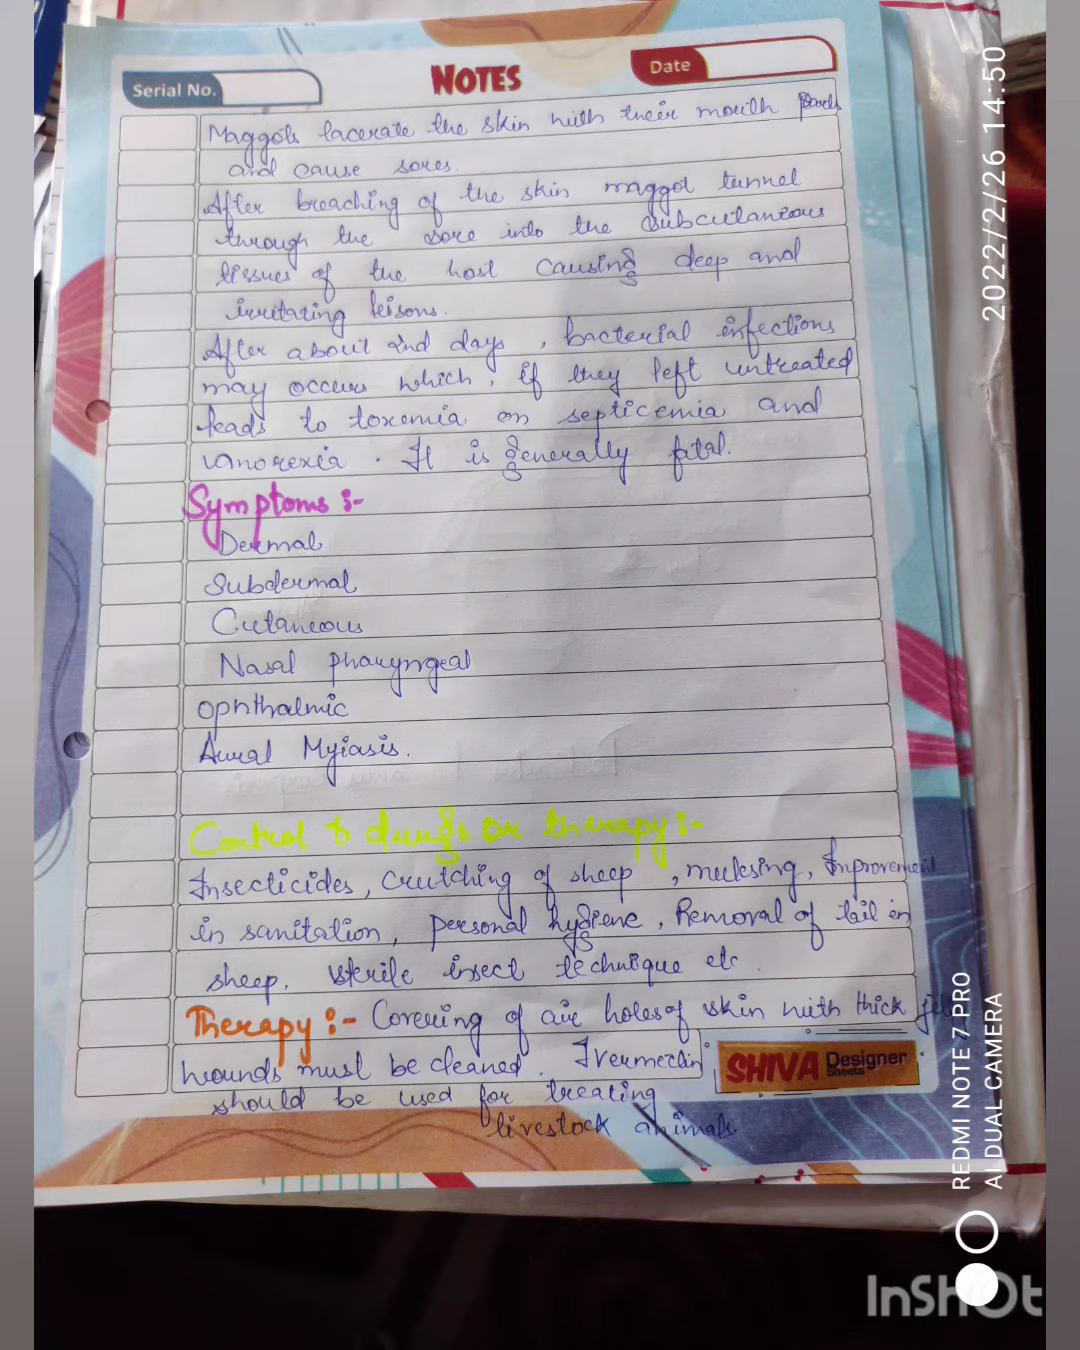 Serial No.
NOTES
Date
Maggots lacerate the skin with their mouth parts
and cause sores.
After breaching of the skin maggot tunnel
through the sore into the subcutaneous
tissues of the host causing deep and
irritating leisons.
After about 2nd days, bacterial infections
may occurs which, if they left untreated
leads to toxemia or septicemia and
anorexia. It is generally fatal.
Symptoms :-
Dermal
Subdermal
Cutaneous
Nasal pharyngeal
Ophthalmic
Aural Myiasis.
Control & drugs or therapy :-
Insecticides, crutching of sheep, mulesing, Improvement
in sanitation, personal hygiene, Removal of tail in
sheep, sterile insect technique etc.
Therapy :- Covering of air holes of skin with thick
wounds must be cleaned. Ivermectin
should be used for treating
livestock animals
SHIVA Designer
Sheets
2022/2/26 14:50
REDMI NOTE 7 PRO
AI DUAL CAMERA
InShOt